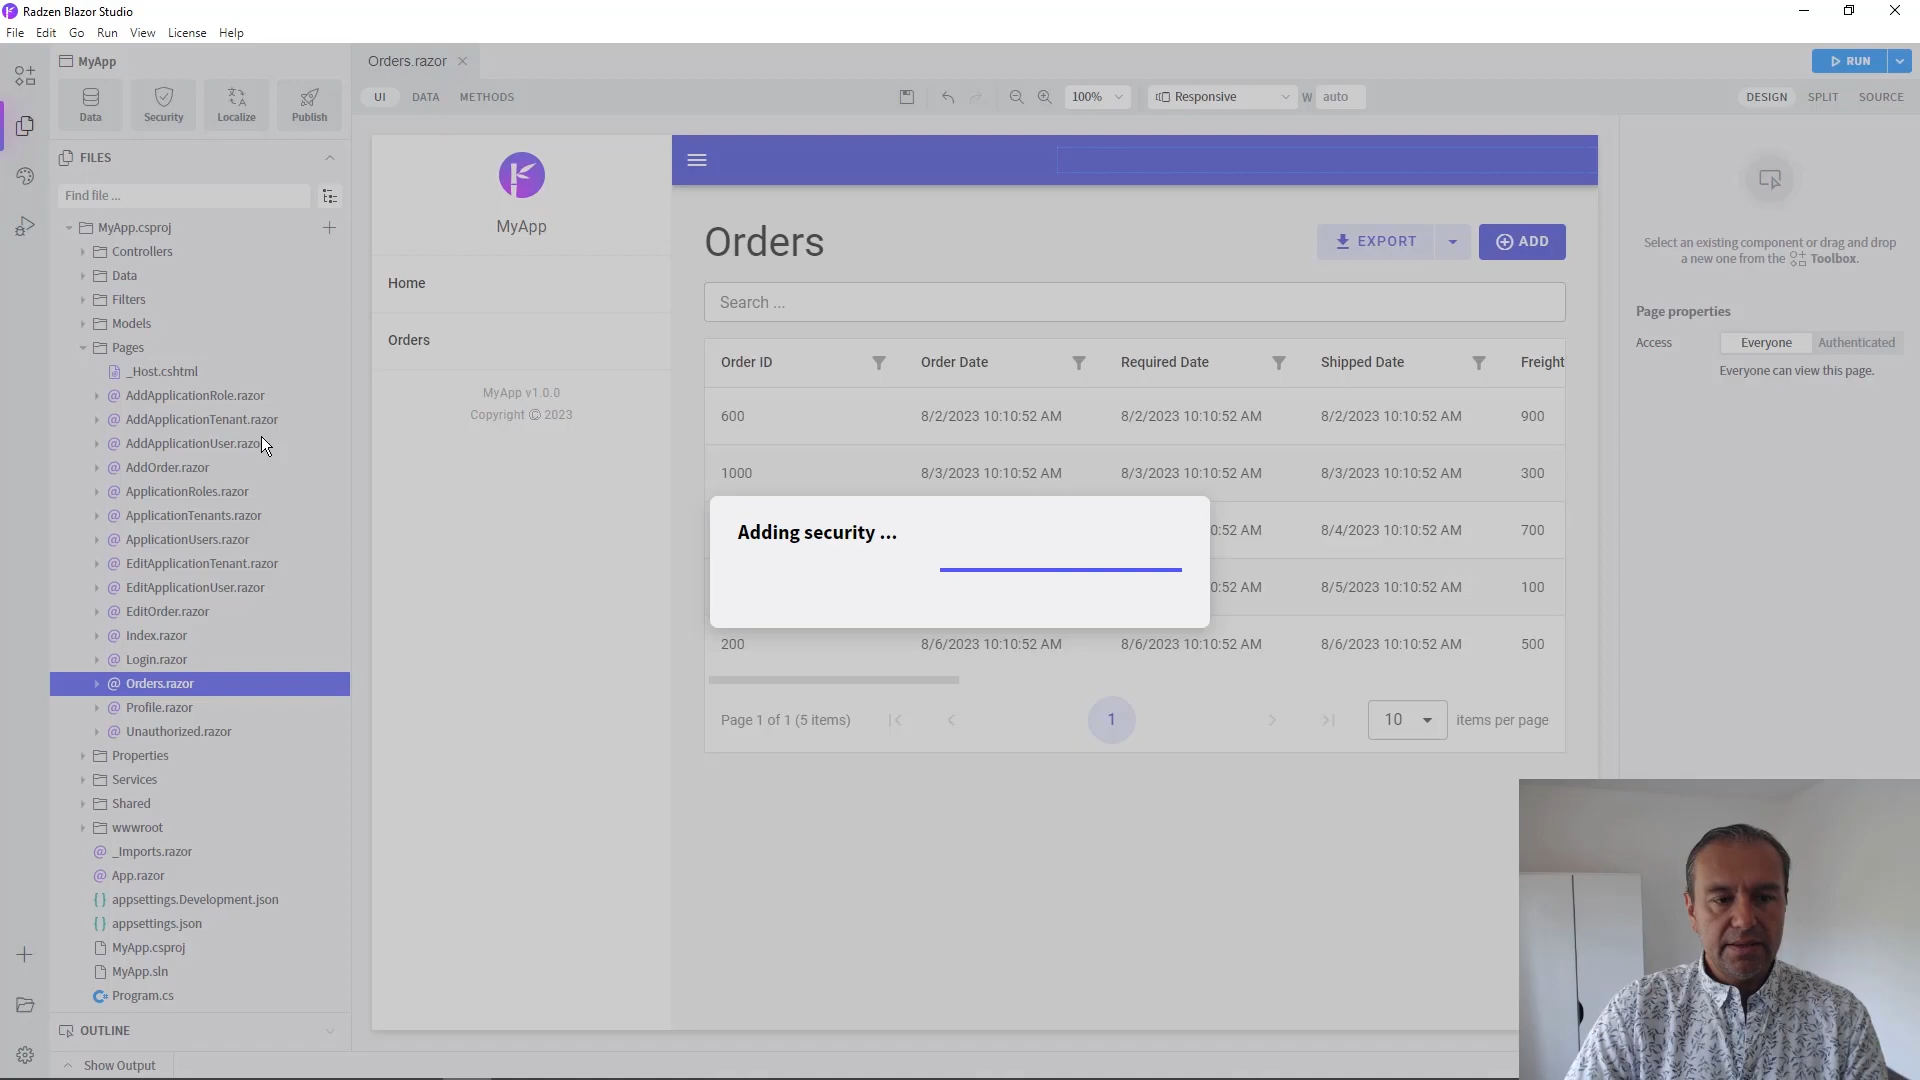 Radzen Blazor Studio
File Edit Go Run View License Help
MyApp
Data Security Localize Publish
FILES
Find file ...
MyApp.csproj
Controllers
Data
Filters
Models
Pages
_Host.cshtml
AddApplicationRole.razor
AddApplicationTenant.razor
AddApplicationUser.razo
AddOrder.razor
ApplicationRoles.razor
ApplicationTenants.razor
ApplicationUsers.razor
EditApplicationTenant.razor
EditApplicationUser.razor
EditOrder.razor
Index.razor
Login.razor
Orders.razor
Profile.razor
Unauthorized.razor
Properties
Services
Shared
wwwroot
_Imports.razor
App.razor
appsettings.Development.json
appsettings.json
MyApp.csproj
MyApp.sln
Program.cs
OUTLINE
Show Output
Orders.razor
RUN
UI DATA METHODS
100% Responsive W auto
DESIGN SPLIT SOURCE
MyApp
Home
Orders
MyApp v1.0.0
Copyright © 2023
Orders
EXPORT ADD
Search ...
Order ID Order Date Required Date Shipped Date Freight
600 8/2/2023 10:10:52 AM 8/2/2023 10:10:52 AM 8/2/2023 10:10:52 AM 900
1000 8/3/2023 10:10:52 AM 8/3/2023 10:10:52 AM 8/3/2023 10:10:52 AM 300
0:52 AM 8/4/2023 10:10:52 AM 700
0:52 AM 8/5/2023 10:10:52 AM 100
200 8/6/2023 10:10:52 AM 8/6/2023 10:10:52 AM 8/6/2023 10:10:52 AM 500
Adding security ...
Page 1 of 1 (5 items) 1 10 items per page
Select an existing component or drag and drop
a new one from the Toolbox.
Page properties
Access Everyone Authenticated
Everyone can view this page.